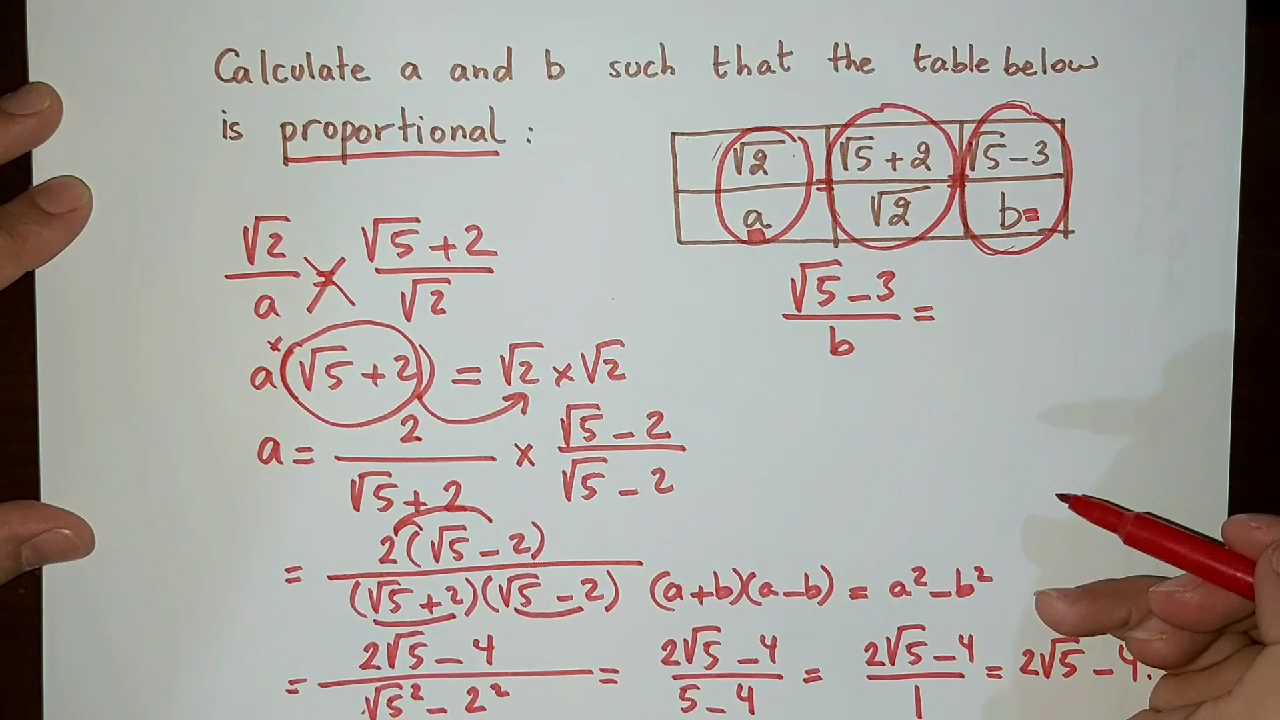 Calculate a and b such that the table below
is proportional :
√2 | √5 + 2 | √5 - 3
a | √2 | b=
√2/a × (√5 + 2)/√2
(√5 - 3)/b =
a × (√5 + 2) = √2 × √2
a = 2/(√5 + 2) × (√5 - 2)/(√5 - 2)
= 2(√5 - 2)/((√5 + 2)(√5 - 2)) (a+b)(a-b) = a² - b²
= (2√5 - 4)/(√5² - 2²) = (2√5 - 4)/(5 - 4) = (2√5 - 4)/1 = 2√5 - 4.